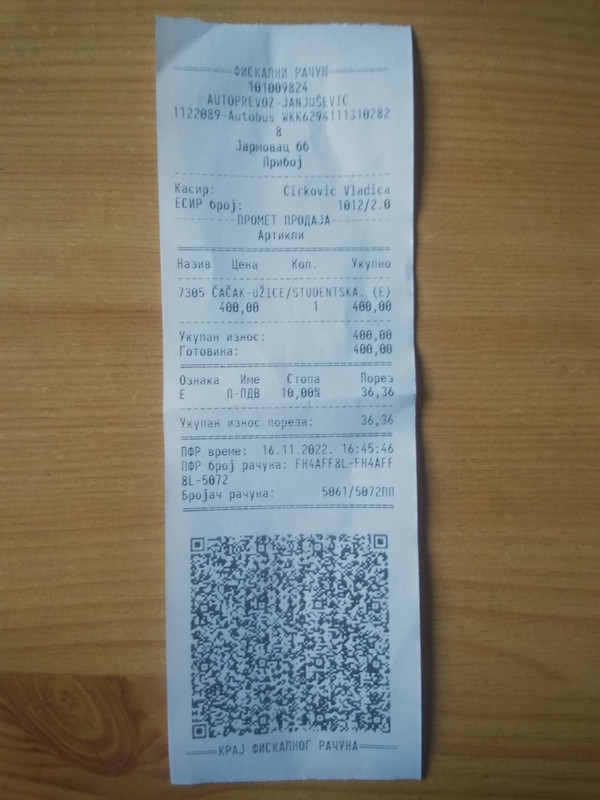 ФИСКАЛНИ РАЧУН
101009824
AUTOPREVOZ-JANJUŠEVIĆ
1122089-Autobus WKK6294111310282
8
Јармовац 66
Прибој
Касир: Ćirković Vladica
ЕСИР број: 1012/2.0
ПРОМЕТ ПРОДАЈА
Артикли
Назив Цена Кол. Укупно
7305 ČAČAK-UŽICE/STUDENTSKA. (Е)
400,00 1 400,00
Укупан износ: 400,00
Готовина: 400,00
Ознака Име Стопа Порез
Е П-ПДВ 10,00% 36,36
Укупан износ пореза: 36,36
ПФР време: 16.11.2022. 16:45:46
ПФР број рачуна: FH4AFF8L-FH4AFF
8L-5072
Бројач рачуна: 5061/5072ПП
КРАЈ ФИСКАЛНОГ РАЧУНА